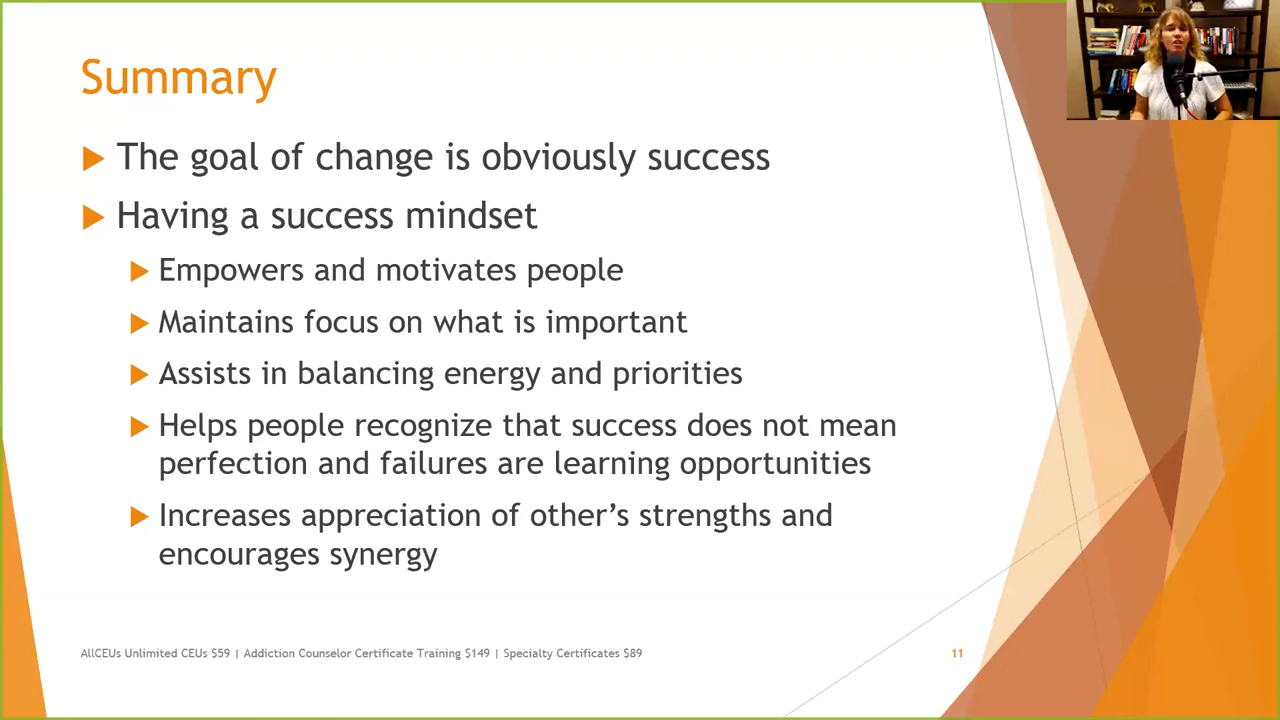 Summary
The goal of change is obviously success
Having a success mindset
Empowers and motivates people
Maintains focus on what is important
Assists in balancing energy and priorities
Helps people recognize that success does not mean
perfection and failures are learning opportunities
Increases appreciation of other’s strengths and
encourages synergy
AllCEUs Unlimited CEUs $59 | Addiction Counselor Certificate Training $149 | Specialty Certificates $89
11